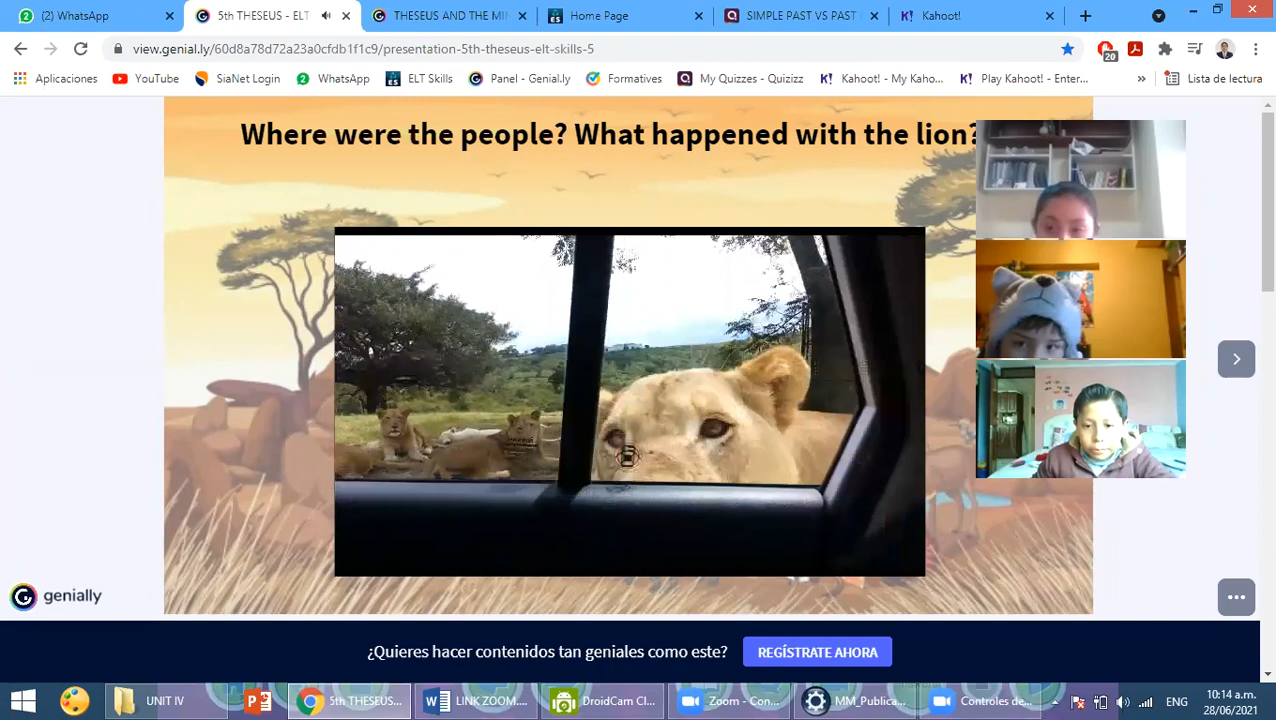 (2) WhatsApp
5th THESEUS - ELT
THESEUS AND THE MI
Home Page
SIMPLE PAST VS PAST
Kahoot!
view.genial.ly/60d8a78d72a23a0cfdb1f1c9/presentation-5th-theseus-elt-skills-5
20
Aplicaciones
YouTube
SiaNet Login
WhatsApp
ELT Skills
Panel - Genial.ly
Formatives
My Quizzes - Quizizz
Kahoot! - My Kaho...
Play Kahoot! - Enter...
»
Lista de lectura
Where were the people? What happened with the lion?
genially
¿Quieres hacer contenidos tan geniales como este?
REGÍSTRATE AHORA
UNIT IV
5th THESEUS...
LINK ZOOM....
DroidCam Cl...
Zoom - Con...
MM_Publica...
Controles de...
ENG
10:14 a.m.
28/06/2021